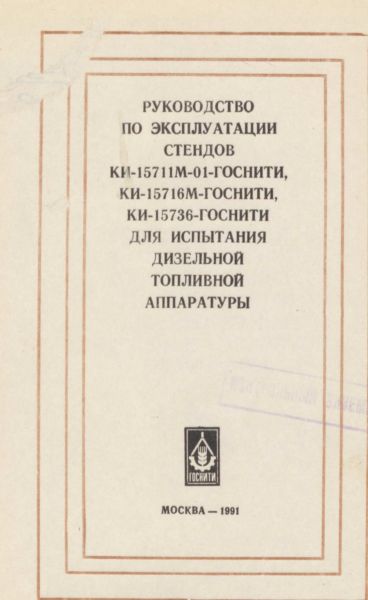 РУКОВОДСТВО
ПО ЭКСПЛУАТАЦИИ
СТЕНДОВ
КИ-15711М-01-ГОСНИТИ,
КИ-15716М-ГОСНИТИ,
КИ-15736-ГОСНИТИ
ДЛЯ ИСПЫТАНИЯ
ДИЗЕЛЬНОЙ
ТОПЛИВНОЙ
АППАРАТУРЫ
ГОСНИТИ
МОСКВА — 1991